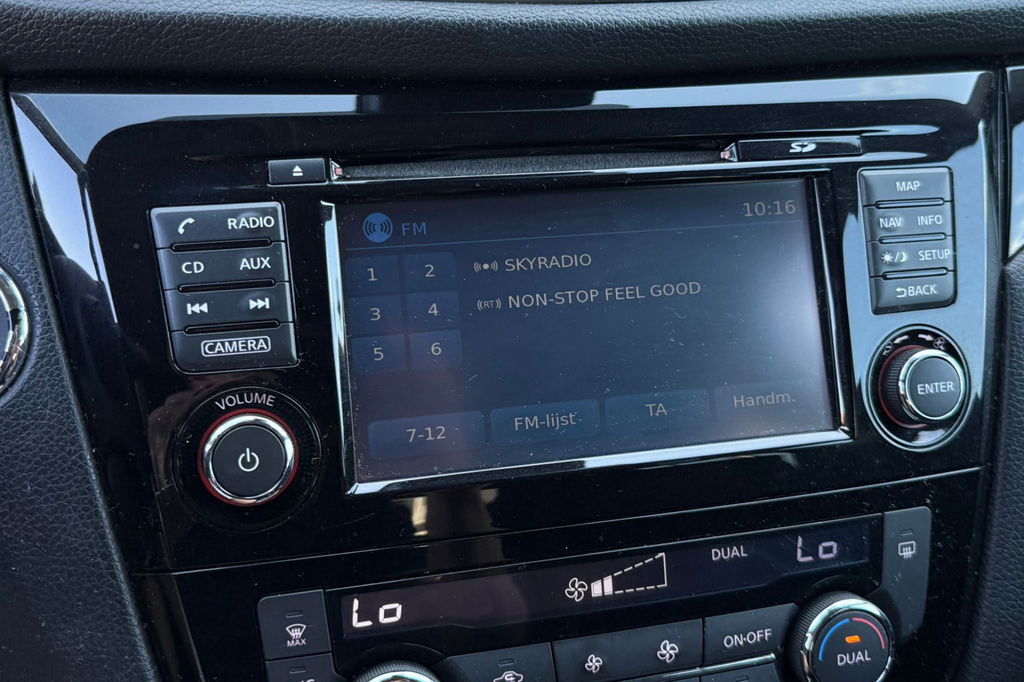 SD
MAP
RADIO
NAV INFO
CD AUX
SETUP
BACK
CAMERA
FM 10:16
1 2 SKYRADIO
3 4 (RT) NON-STOP FEEL GOOD
5 6
7-12 FM-lijst TA Handm.
ENTER
VOLUME
DUAL Lo
Lo
MAX
ON·OFF
DUAL